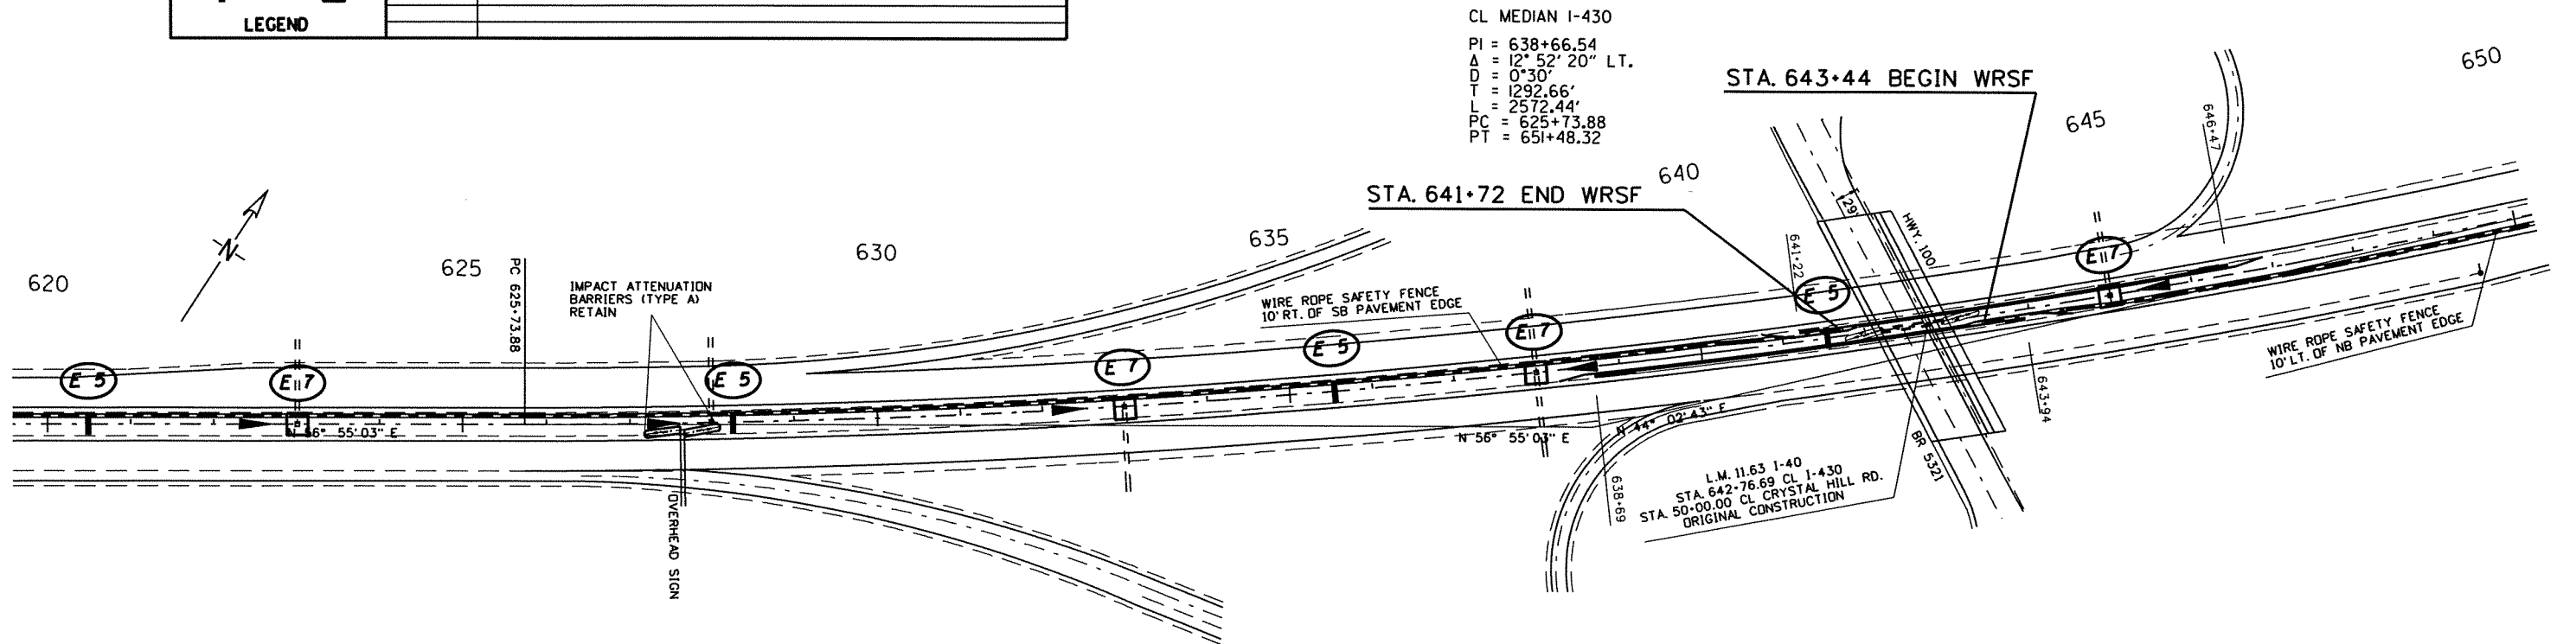 LEGEND
CL MEDIAN I-430
PI = 638+66.54
Δ = 12° 52' 20" LT.
D = 0°30'
T = 1292.66'
L = 2572.44'
PC = 625+73.88
PT = 651+48.32
STA. 643+44 BEGIN WRSF
STA. 641+72 END WRSF
620
625
630
635
640
645
650
N
PC 625+73.88
IMPACT ATTENUATION
BARRIERS (TYPE A)
RETAIN
WIRE ROPE SAFETY FENCE
10' RT. OF SB PAVEMENT EDGE
641+22
129'
HWY. 100
646+47
E 5
E 7
E 5
E 7
E 5
E 7
E 5
E 7
N 56° 55' 03" E
N 56° 55' 03" E
N 44° 02' 43" E
OVERHEAD SIGN
638+69
643+94
BR 5321
L.M. 11.63 I-40
STA. 642+76.69 CL I-430
STA. 50+00.00 CL CRYSTAL HILL RD.
ORIGINAL CONSTRUCTION
WIRE ROPE SAFETY FENCE
10' LT. OF NB PAVEMENT EDGE